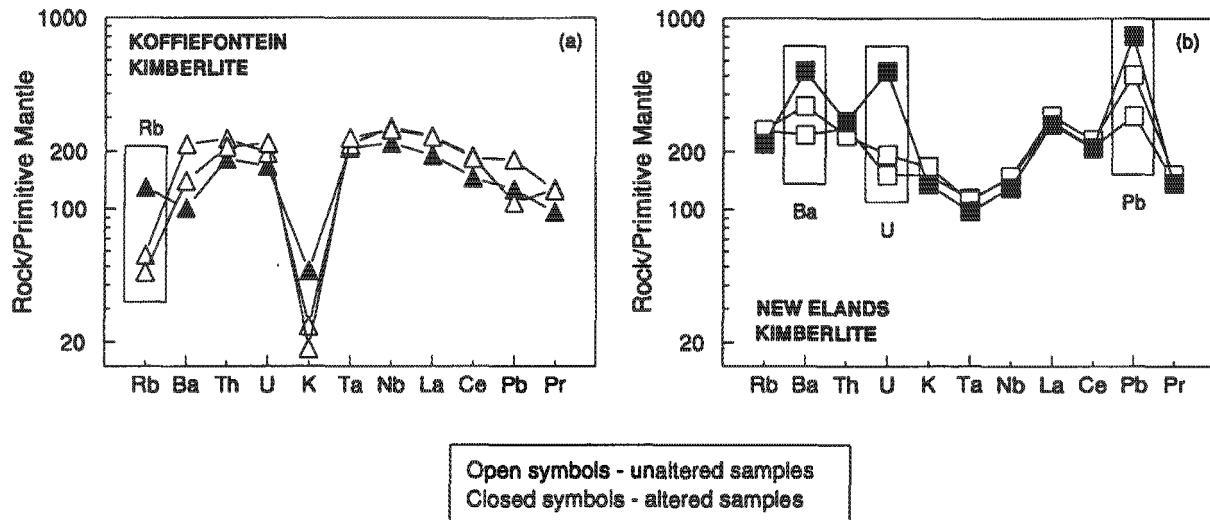 1000
KOFFIEFONTEIN
KIMBERLITE
(a)
Rb
200
100
20
Rock/Primitive Mantle
Rb Ba Th U K Ta Nb La Ce Pb Pr
1000
(b)
200
100
20
Rock/Primitive Mantle
Ba
U
Pb
NEW ELANDS
KIMBERLITE
Rb Ba Th U K Ta Nb La Ce Pb Pr
Open symbols - unaltered samples
Closed symbols - altered samples